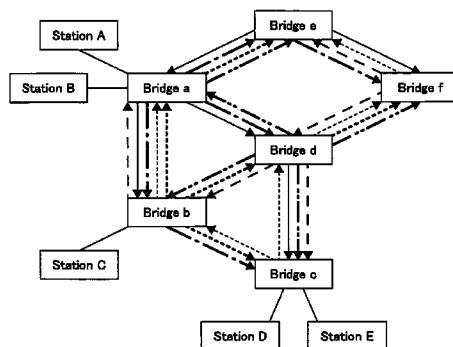 Bridge e
Station A
Station B
Bridge a
Bridge f
Bridge d
Bridge b
Station C
Bridge c
Station D
Station E